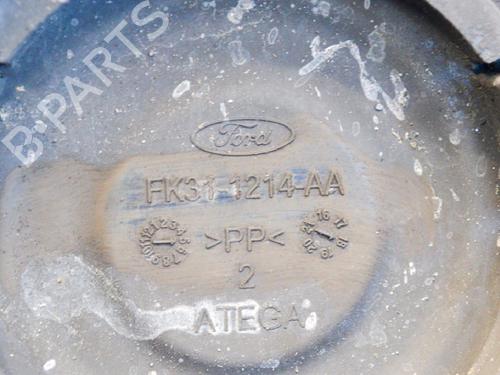 B-PARTS
Ford
FK31-1214-AA
>PP<
2
ATEGA